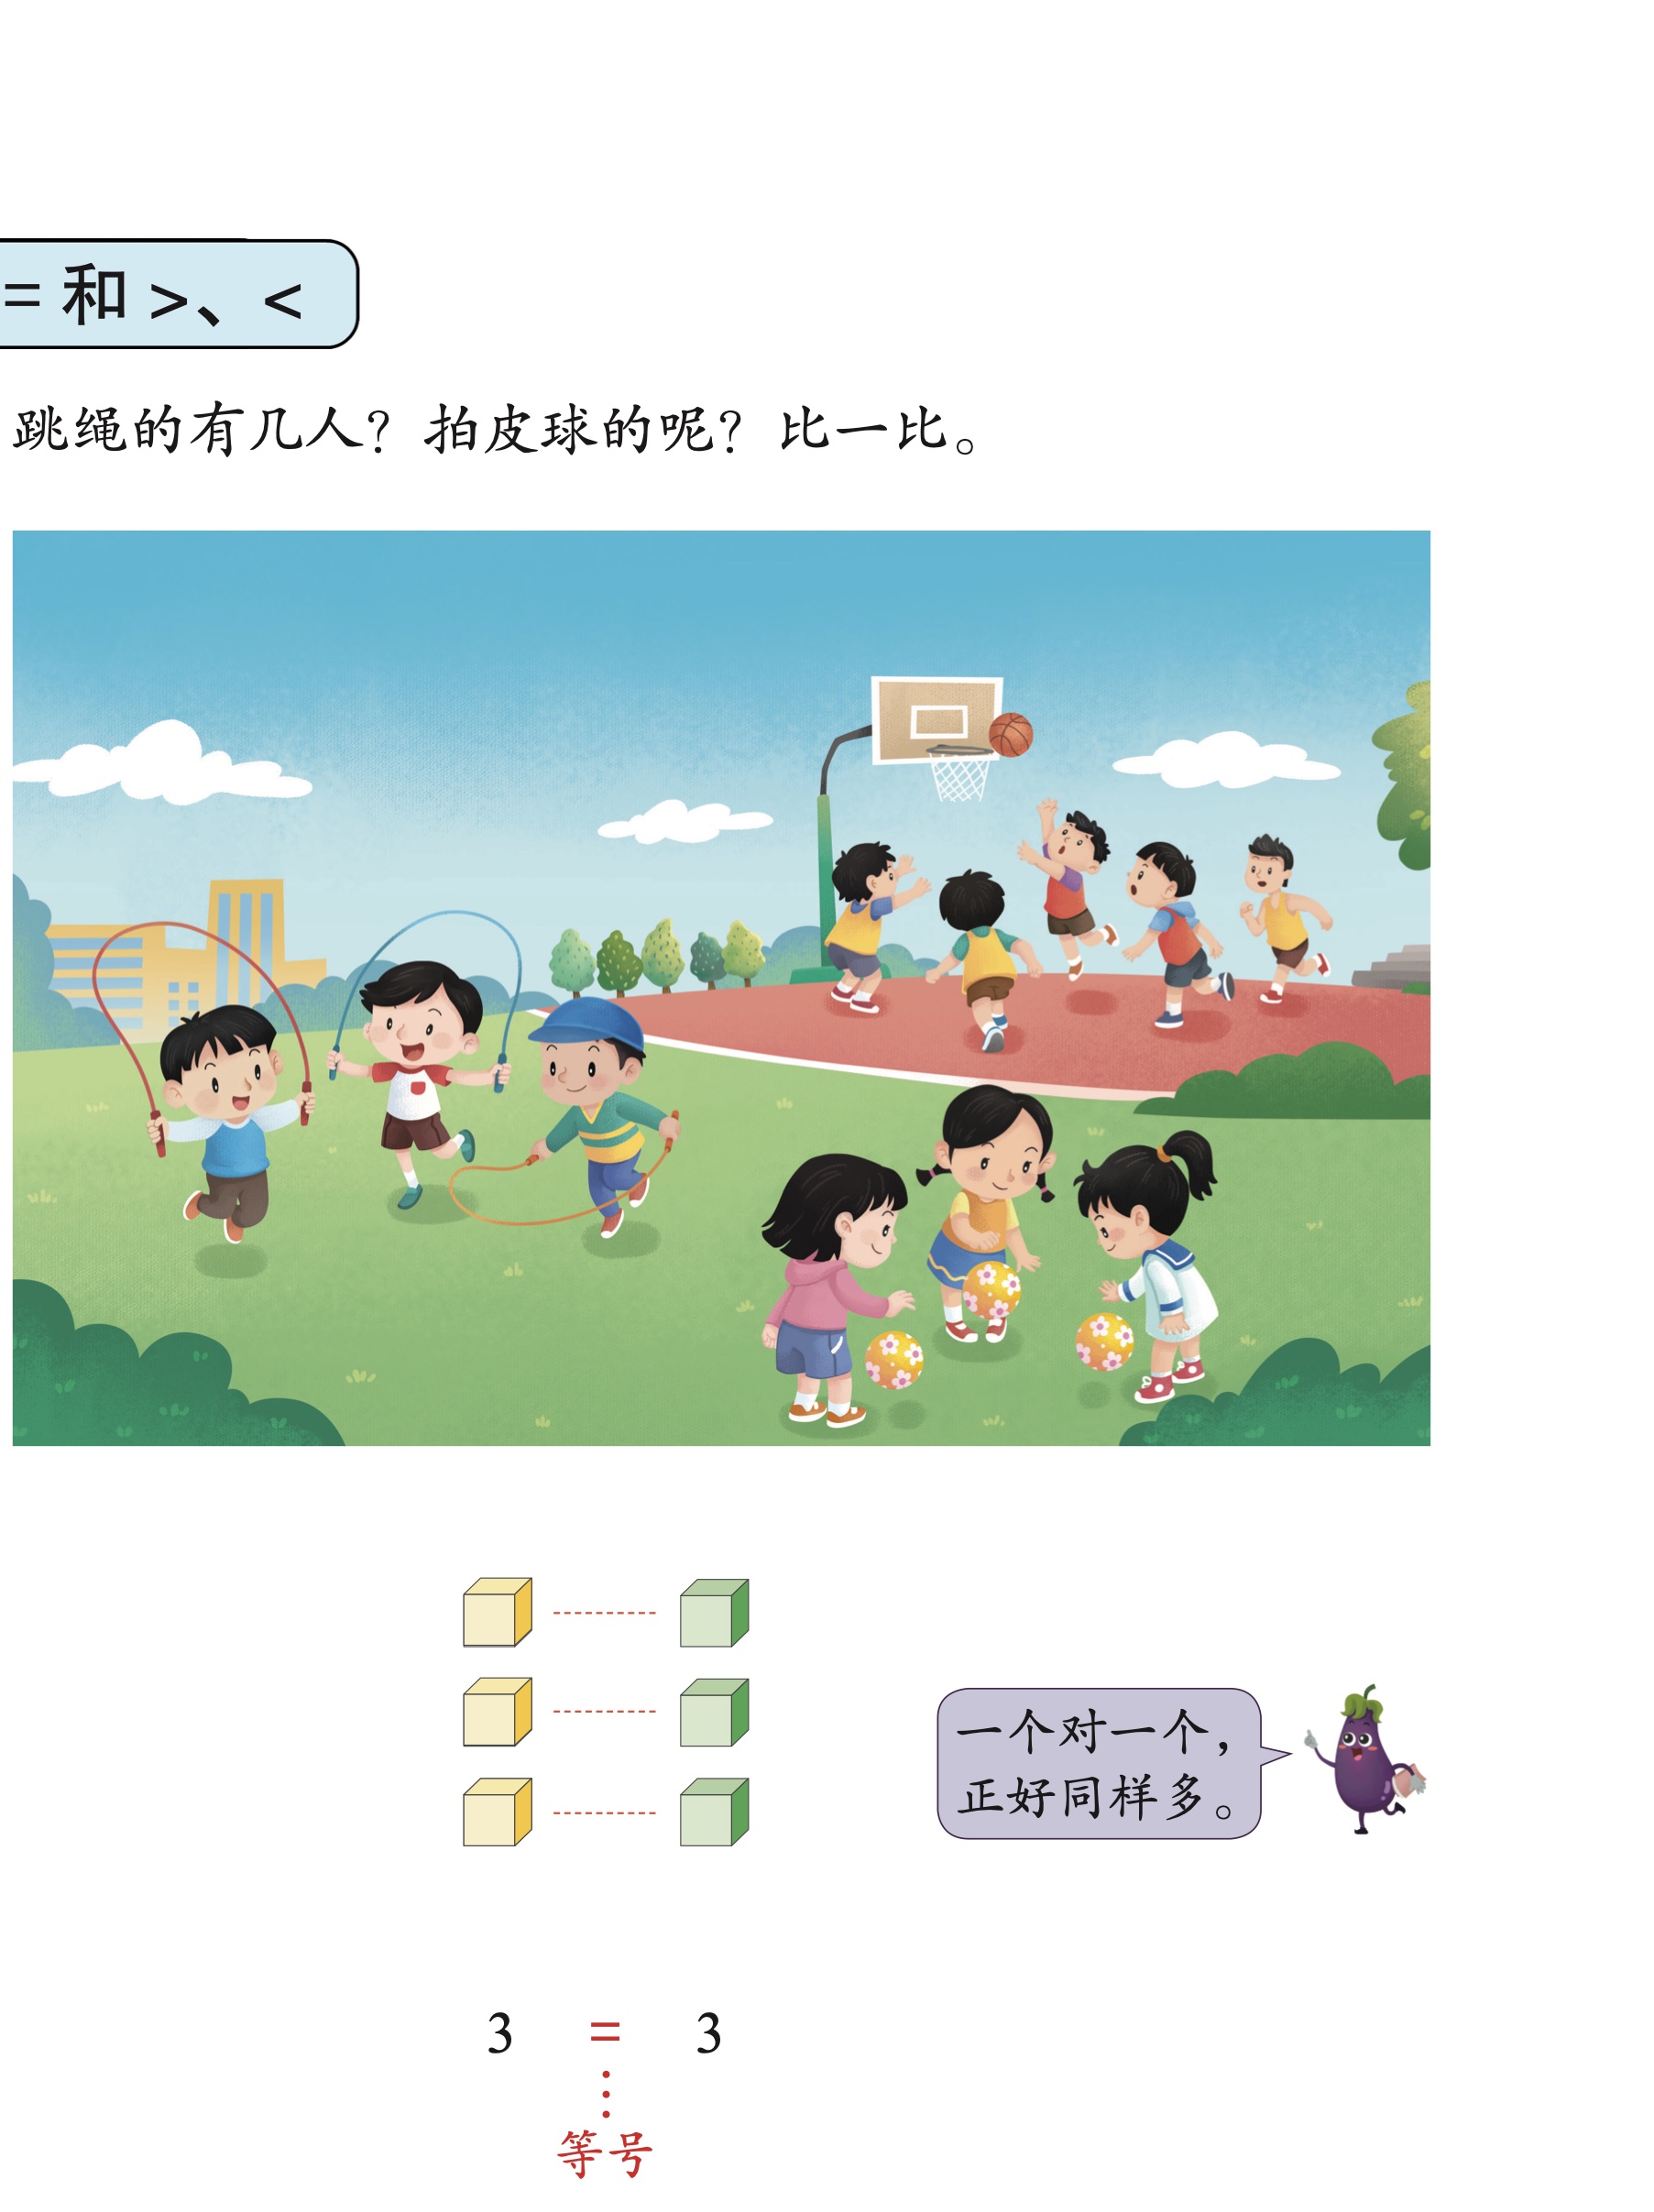 = 和 >、<
跳绳的有几人？拍皮球的呢？比一比。
一个对一个，
正好同样多。
3 = 3
等号